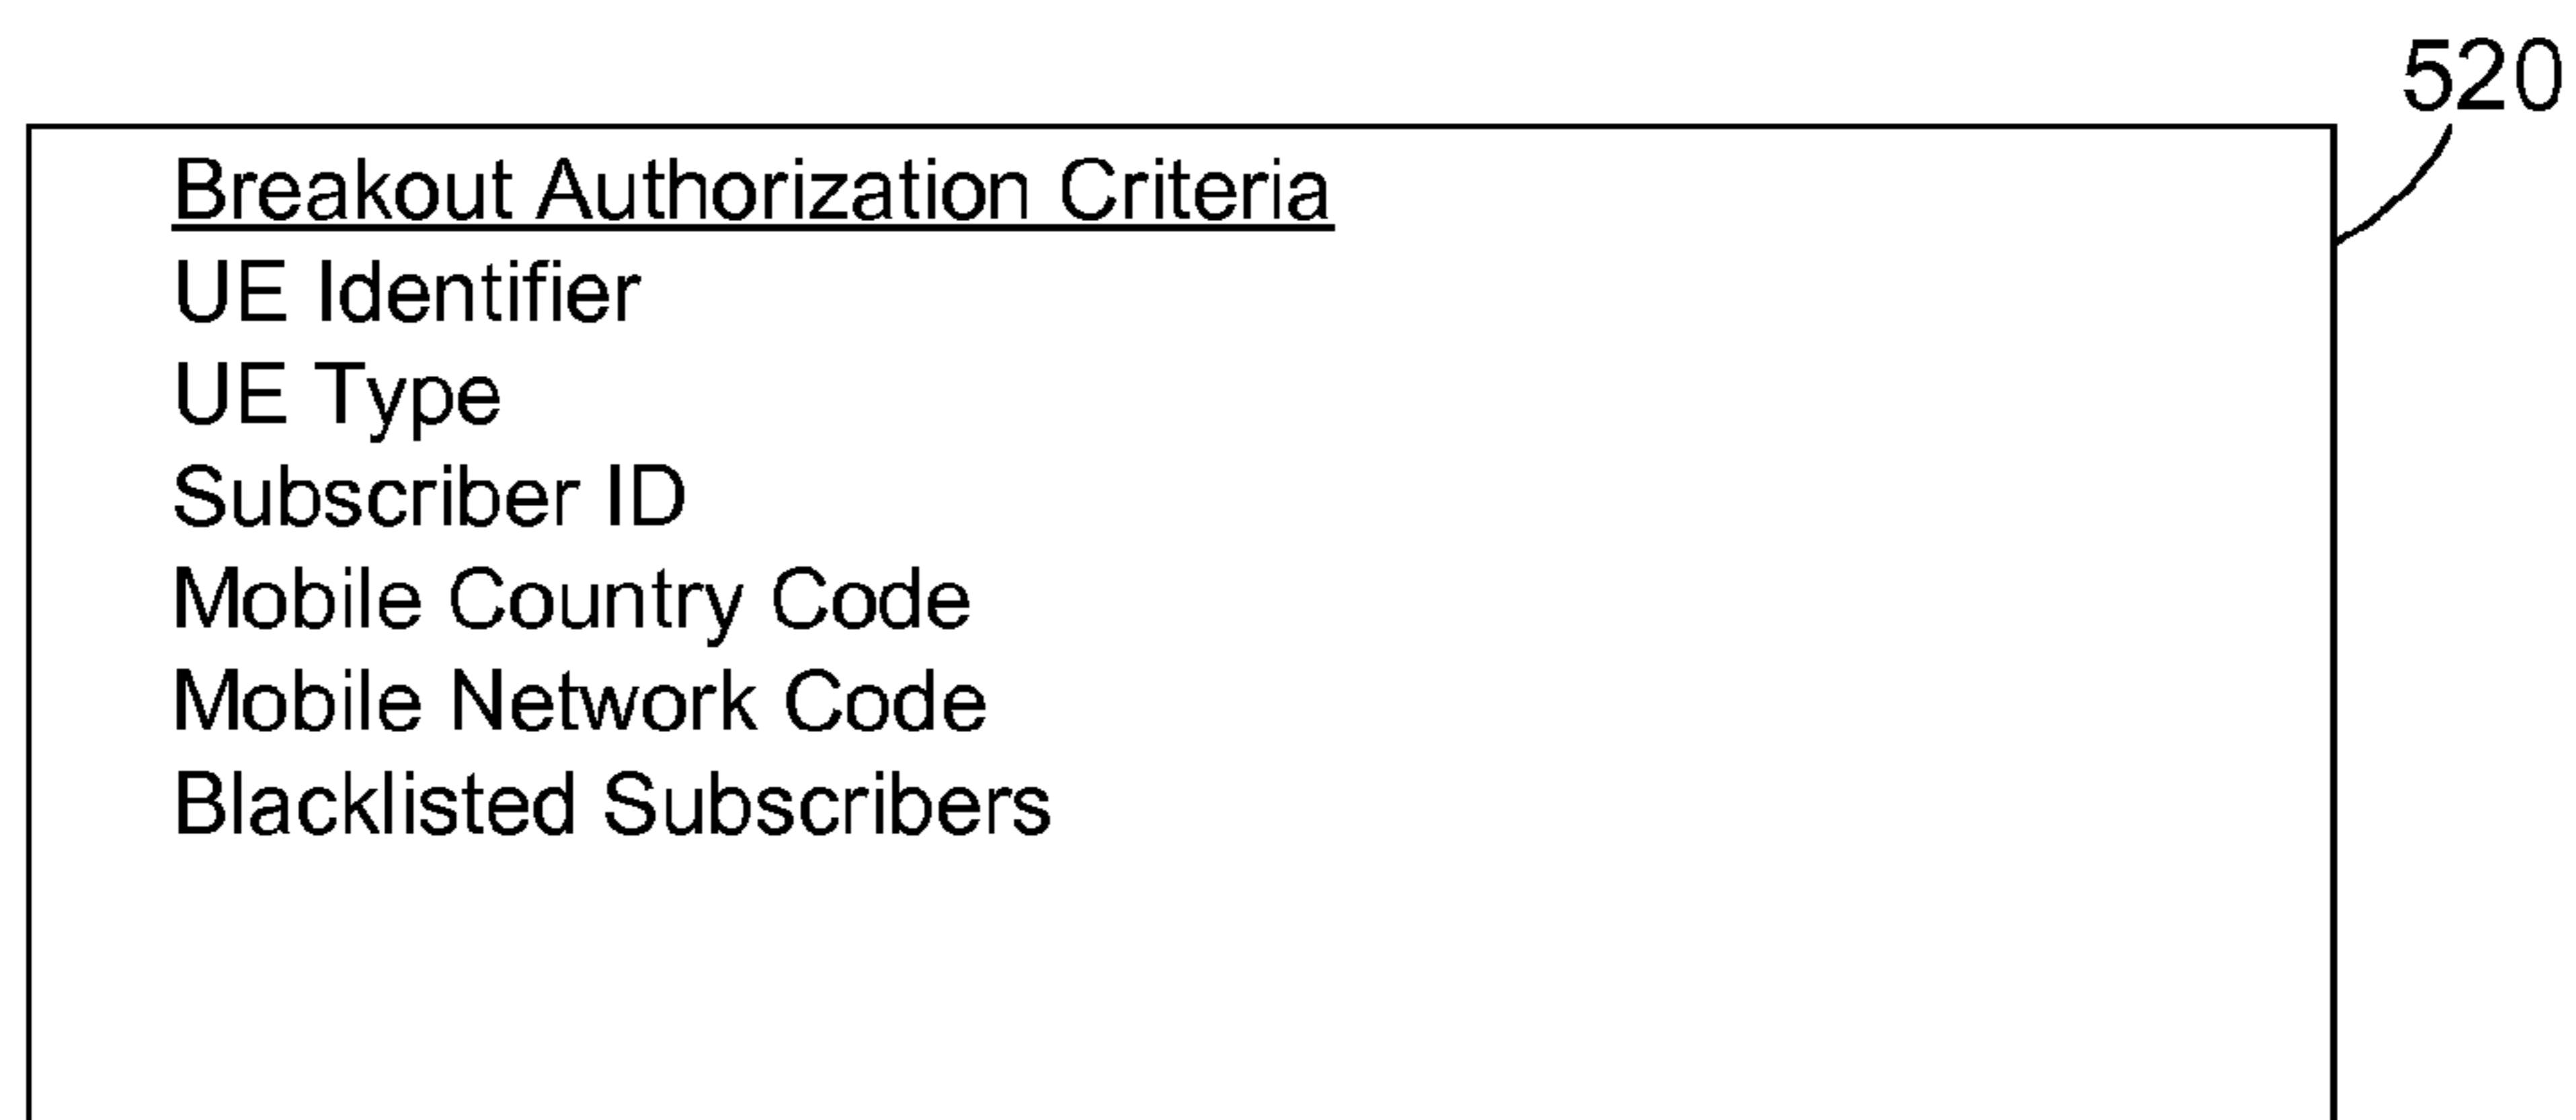 520
Breakout Authorization Criteria
UE Identifier
UE Type
Subscriber ID
Mobile Country Code
Mobile Network Code
Blacklisted Subscribers